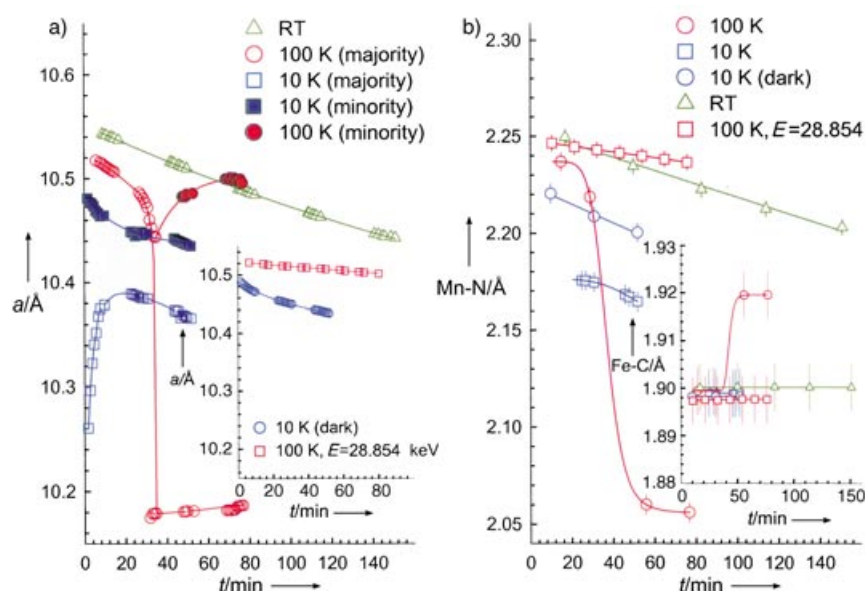 a)
RT
100 K (majority)
10 K (majority)
10 K (minority)
100 K (minority)
10.6
10.5
10.4
10.3
10.2
a/Å
0 20 40 60 80 100 120 140
t/min
10.5
10.4
10.3
10.5
10.2
a/Å
10 K (dark)
100 K, E=28.854 keV
0 20 40 60 80
t/min
b)
100 K
10 K
10 K (dark)
RT
100 K, E=28.854
2.30
2.25
2.20
2.15
2.10
2.05
Mn-N/Å
0 20 40 60 80 100 120 140
t/min
1.93
1.92
1.90
1.89
1.88
Fe-C/Å
0 50 100 150
t/min